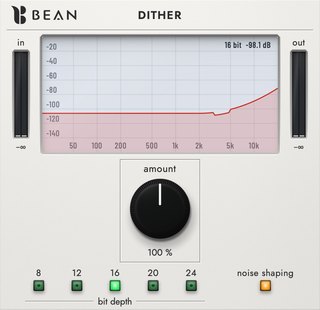 BEAN DITHER
in
out
16 bit -98.1 dB
-20
-40
-60
-80
-100
-120
-140
50 100 200 500 1k 2k 5k 10k
-∞
-∞
amount
100 %
8 12 16 20 24
noise shaping
bit depth